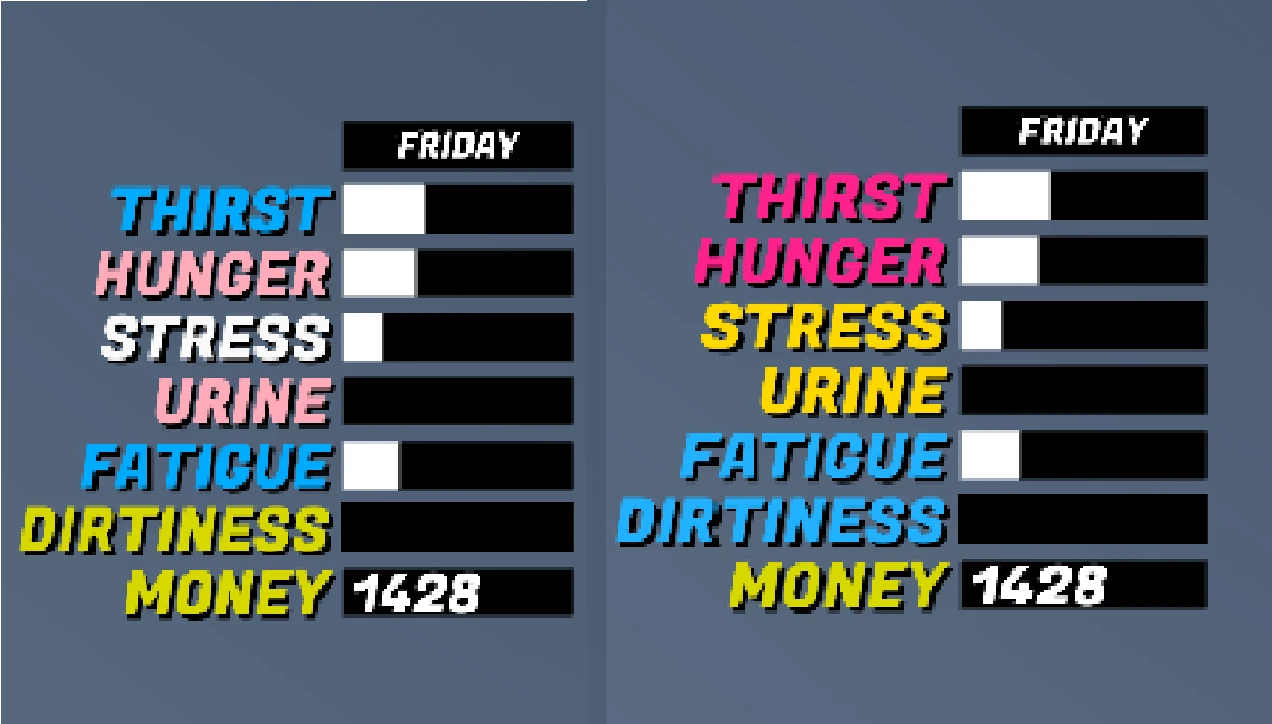 FRIDAY
THIRST
HUNGER
STRESS
URINE
FATIGUE
DIRTINESS
MONEY 1428
FRIDAY
THIRST
HUNGER
STRESS
URINE
FATIGUE
DIRTINESS
MONEY 1428